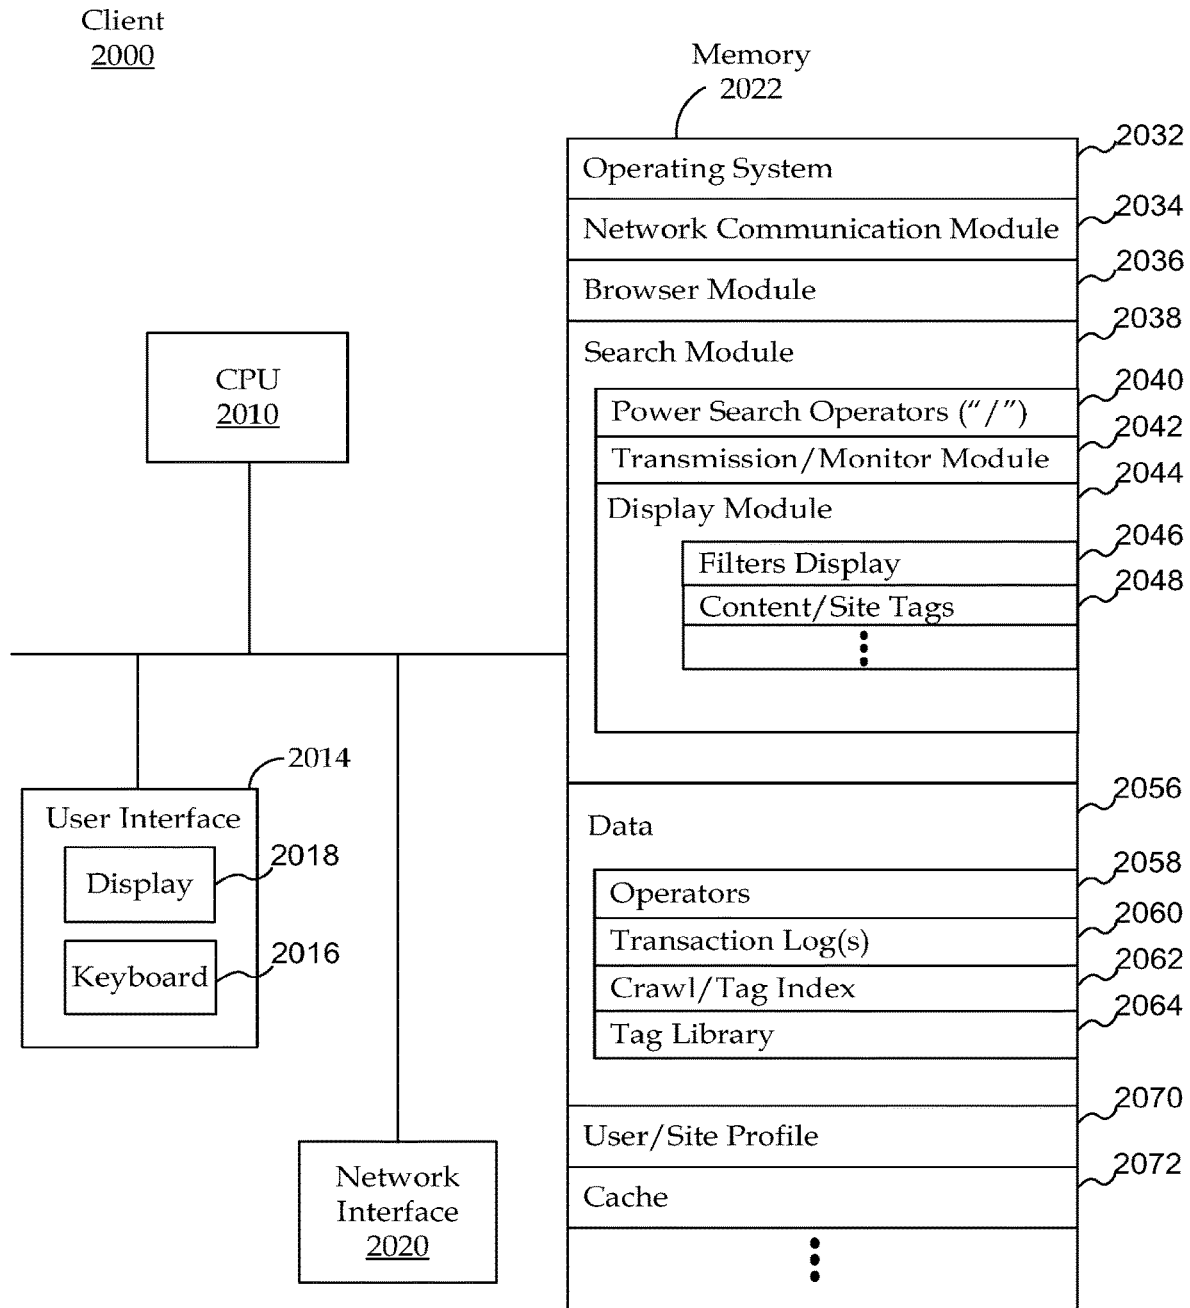 Client
2000
Memory
2022
Operating System
2032
Network Communication Module
2034
Browser Module
2036
Search Module
2038
Power Search Operators (“/”)
2040
Transmission/Monitor Module
2042
Display Module
2044
Filters Display
2046
Content/Site Tags
2048
CPU
2010
2014
User Interface
Display
2018
Keyboard
2016
Network
Interface
2020
Data
2056
Operators
2058
Transaction Log(s)
2060
Crawl/Tag Index
2062
Tag Library
2064
User/Site Profile
2070
Cache
2072